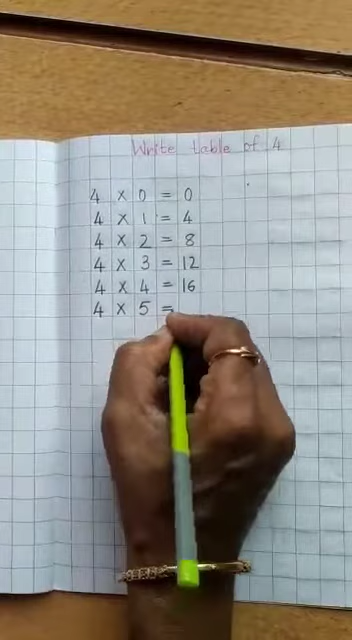 Write table of 4
4 × 0 = 0
4 × 1 = 4
4 × 2 = 8
4 × 3 = 12
4 × 4 = 16
4 × 5 =